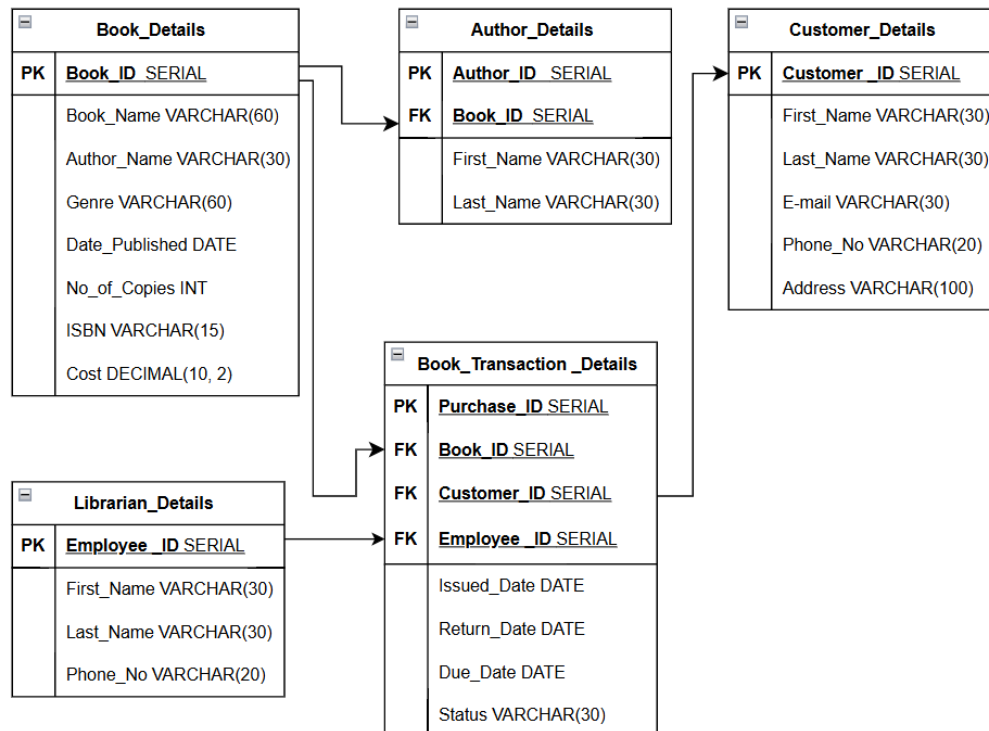 Book_Details
PK Book_ID SERIAL
Book_Name VARCHAR(60)
Author_Name VARCHAR(30)
Genre VARCHAR(60)
Date_Published DATE
No_of_Copies INT
ISBN VARCHAR(15)
Cost DECIMAL(10, 2)
Author_Details
PK Author_ID SERIAL
FK Book_ID SERIAL
First_Name VARCHAR(30)
Last_Name VARCHAR(30)
Customer_Details
PK Customer _ID SERIAL
First_Name VARCHAR(30)
Last_Name VARCHAR(30)
E-mail VARCHAR(30)
Phone_No VARCHAR(20)
Address VARCHAR(100)
Librarian_Details
PK Employee _ID SERIAL
First_Name VARCHAR(30)
Last_Name VARCHAR(30)
Phone_No VARCHAR(20)
Book_Transaction _Details
PK Purchase_ID SERIAL
FK Book_ID SERIAL
FK Customer_ID SERIAL
FK Employee _ID SERIAL
Issued_Date DATE
Return_Date DATE
Due_Date DATE
Status VARCHAR(30)